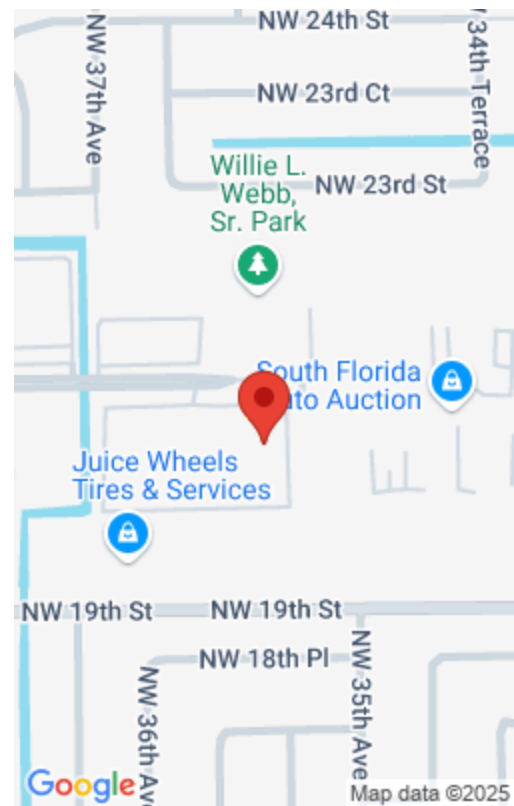 NW 24th St
NW 37th Ave
34th Terrace
NW 23rd Ct
Willie L.
Webb,
Sr. Park
NW 23rd St
South Florida
Auto Auction
Juice Wheels
Tires & Services
NW 19th St
NW 19th St
NW 18th Pl
NW 36th Av
NW 35th Ave
Google
Map data ©2025